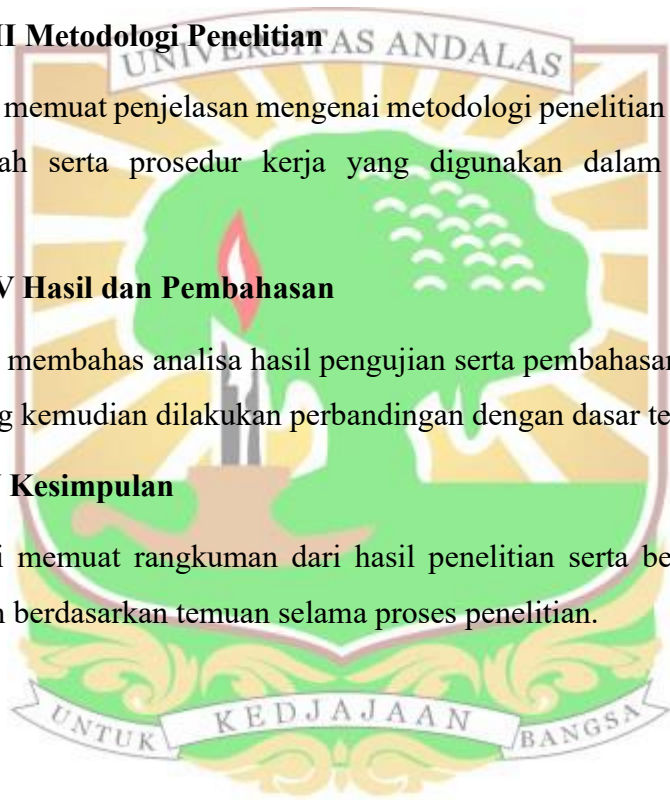 II Metodologi Penelitian
UNIVERSITAS ANDALAS
memuat penjelasan mengenai metodologi penelitian
ah serta prosedur kerja yang digunakan dalam
V Hasil dan Pembahasan
membahas analisa hasil pengujian serta pembahasan
g kemudian dilakukan perbandingan dengan dasar te
Kesimpulan
i memuat rangkuman dari hasil penelitian serta be
n berdasarkan temuan selama proses penelitian.
UNTUK KEDJAJAAN BANGSA